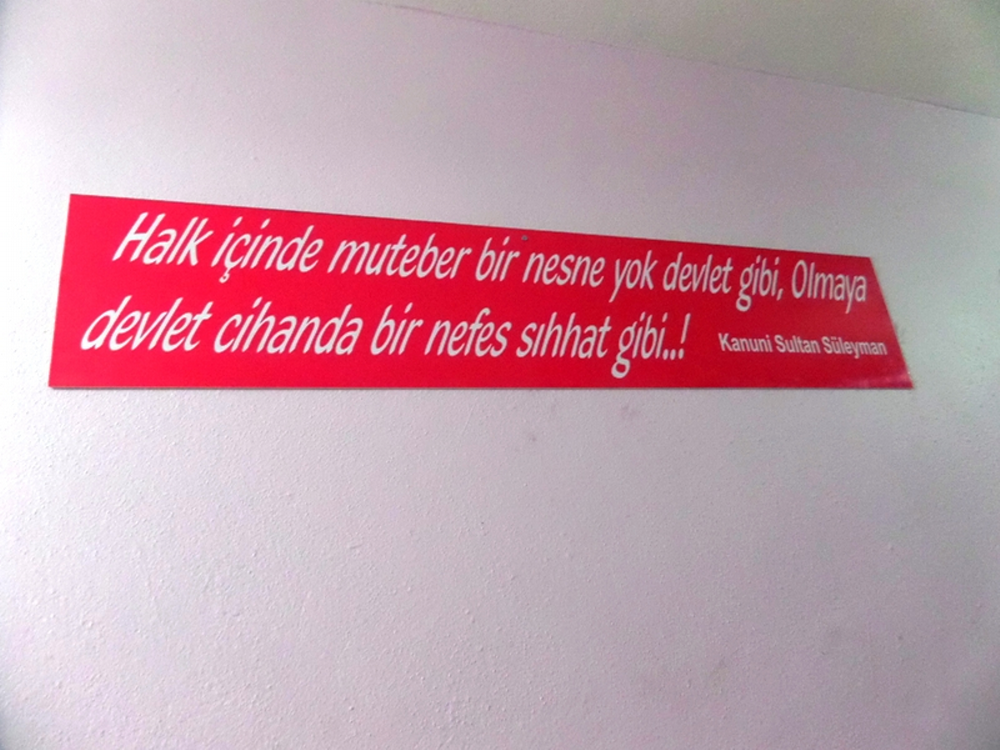 Halk içinde muteber bir nesne yok devlet gibi, Olmaya
devlet cihanda bir nefes sıhhat gibi..!
Kanuni Sultan Süleyman